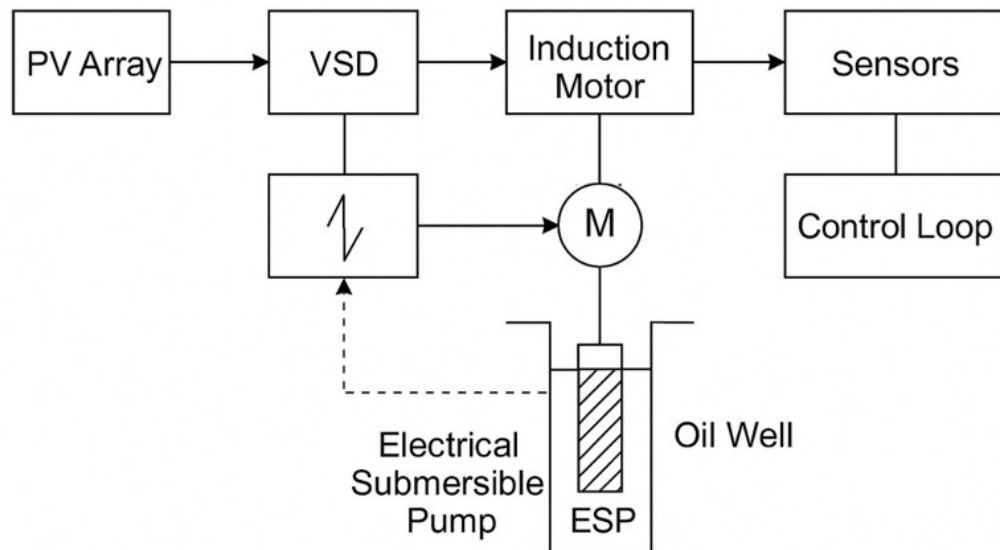 PV Array
VSD
Induction
Motor
Sensors
M
Control Loop
Electrical
Submersible
Pump
ESP
Oil Well